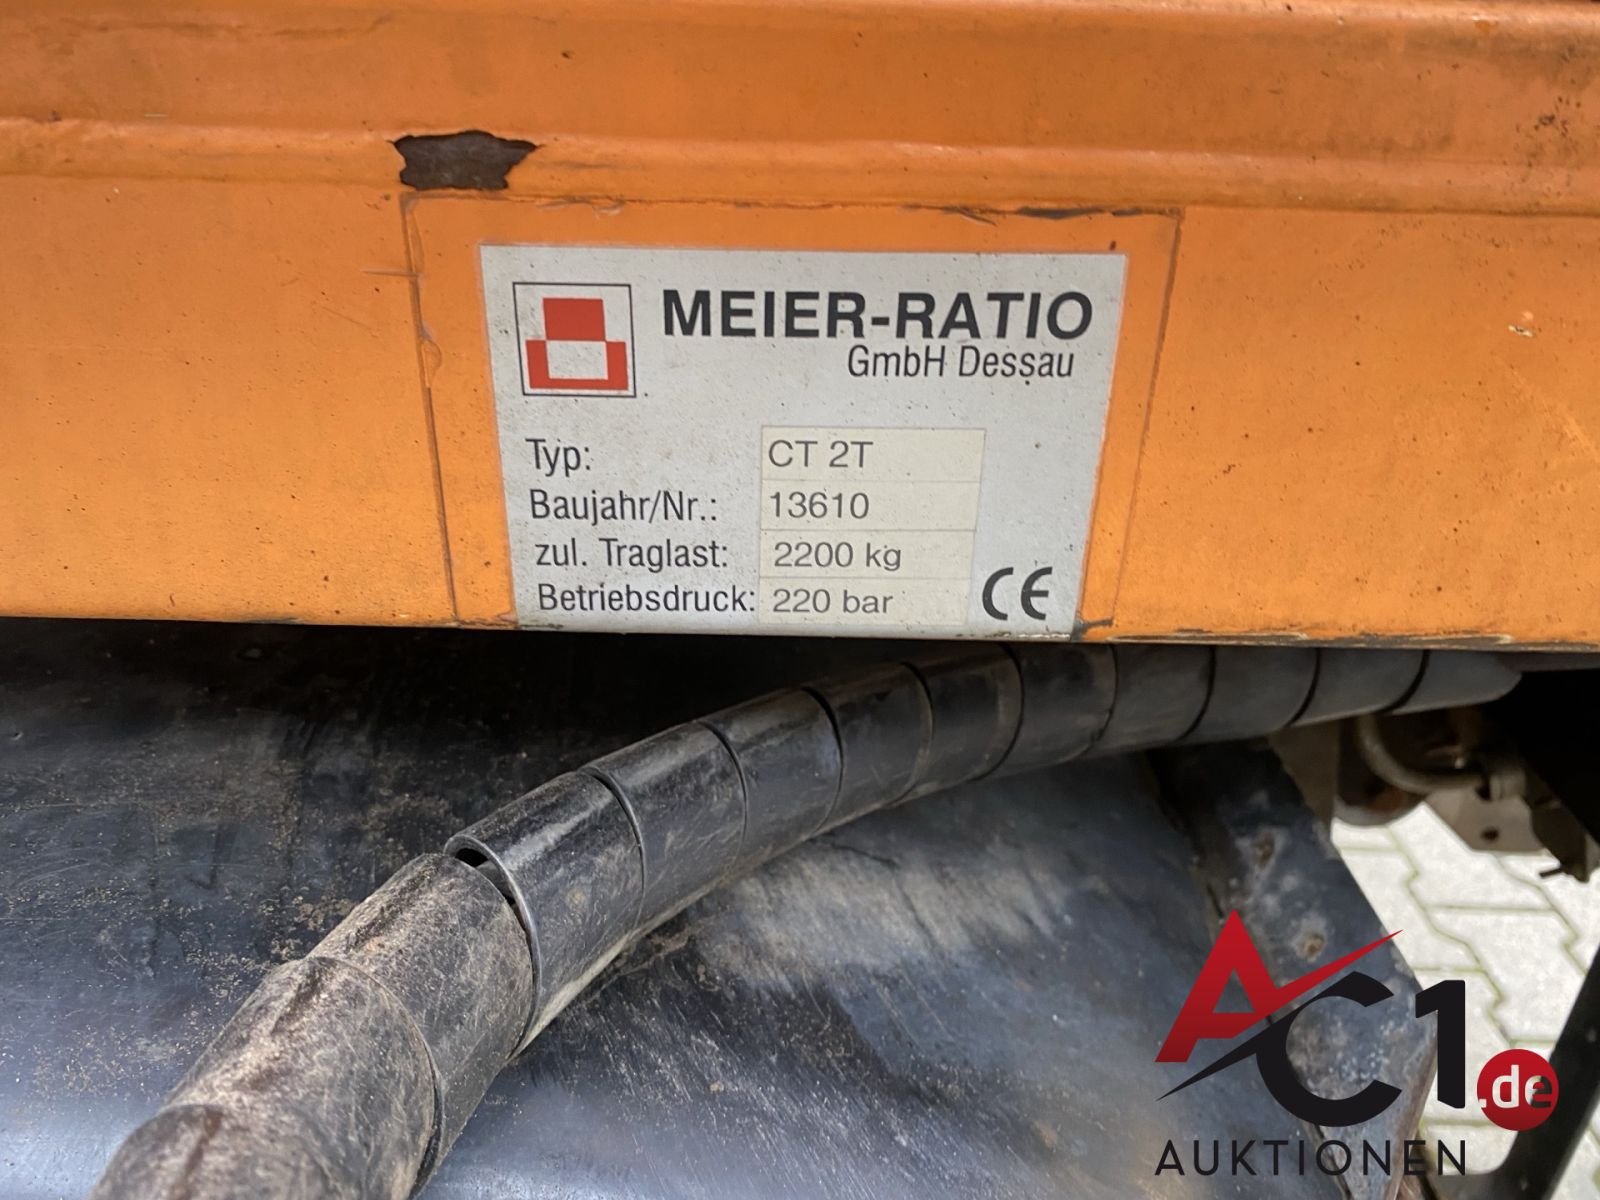 MEIER-RATIO
GmbH Dessau
Typ: CT 2T
Baujahr/Nr.: 13610
zul. Traglast: 2200 kg
Betriebsdruck: 220 bar
CE
AC1.de
AUKTIONEN